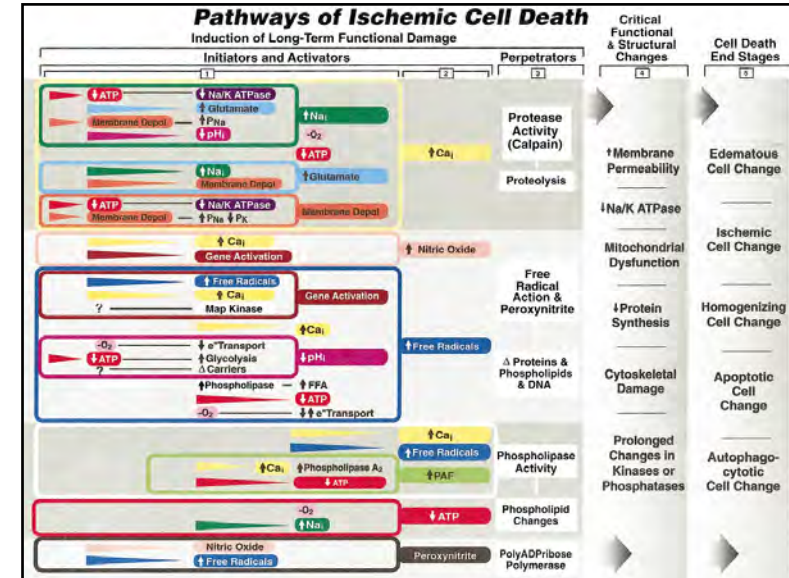 Pathways of Ischemic Cell Death
Induction of Long-Term Functional Damage
Initiators and Activators
Perpetrators
Critical
Functional
& Structural
Changes
Cell Death
End Stages
1
2
3
4
5
↓ATP
↓Na/K ATPase
↑Glutamate
Membrane Depol
↑PNa
↓pHi
↑Nai
-O2
↓ATP
↑Nai
Membrane Depol
↑Glutamate
↓ATP
↓Na/K ATPase
Membrane Depol
↑PNa ↓PK
Membrane Depol
↑Cai
Protease
Activity
(Calpain)
Proteolysis
↑Cai
Gene Activation
↑ Nitric Oxide
↑ Free Radicals
↑ Cai
? Map Kinase
Gene Activation
↑Cai
-O2 ↓ e"Transport
↓ATP ↑Glycolysis
? Δ Carriers
↓pHi
↑Phospholipase ↑ FFA
↓ATP
-O2 ↓↑e"Transport
↑Free Radicals
Free
Radical
Action &
Peroxynitrite
Δ Proteins &
Phospholipids
& DNA
↑Cai
↑Free Radicals
↑Cai ↑Phospholipase A2
↓ATP
↑PAF
Phospholipase
Activity
-O2
↑Nai
↓ATP
Phospholipid
Changes
Nitric Oxide
↑ Free Radicals
Peroxynitrite
PolyADPribose
Polymerase
↑Membrane
Permeability
↓Na/K ATPase
Mitochondrial
Dysfunction
↓Protein
Synthesis
Cytoskeletal
Damage
Prolonged
Changes in
Kinases or
Phosphatases
Edematous
Cell Change
Ischemic
Cell Change
Homogenizing
Cell Change
Apoptotic
Cell
Change
Autophago-
cytotic
Cell Change